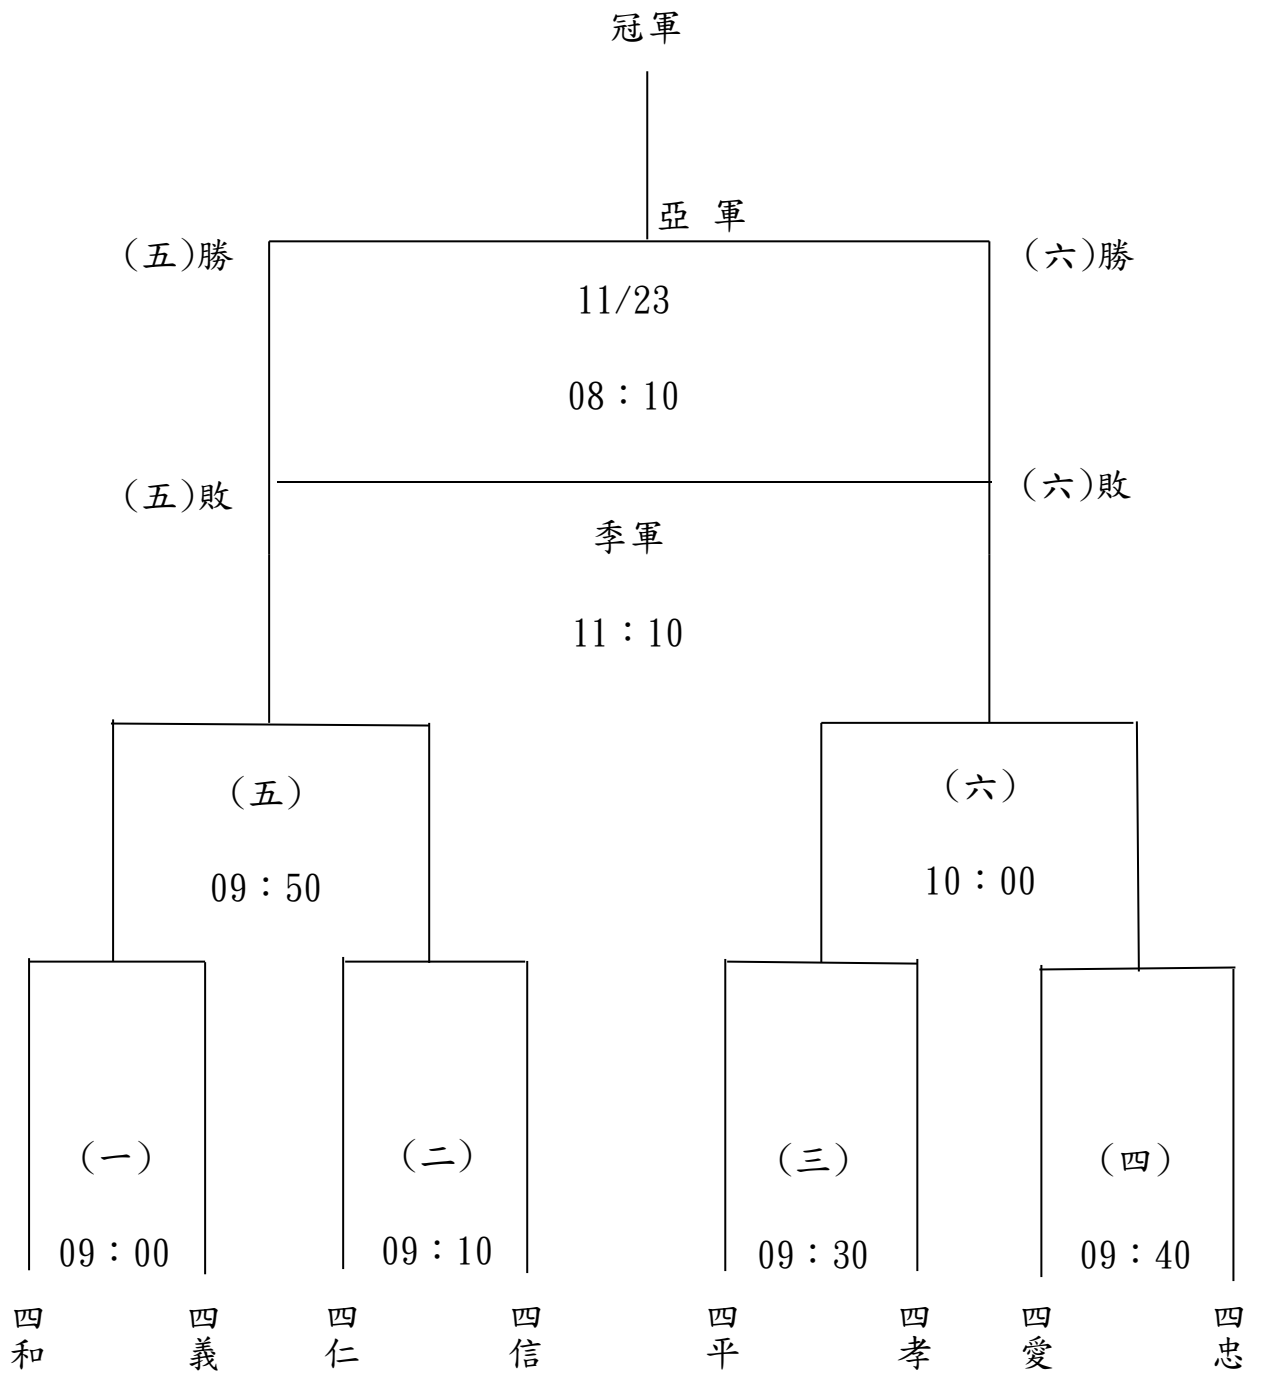 冠軍
亞 軍
(五)勝
(六)勝
11/23
08：10
(五)敗
(六)敗
季軍
11：10
(五)
(六)
09：50
10：00
(一)
(二)
(三)
(四)
09：00
09：10
09：30
09：40
四和
四義
四仁
四信
四平
四孝
四愛
四忠